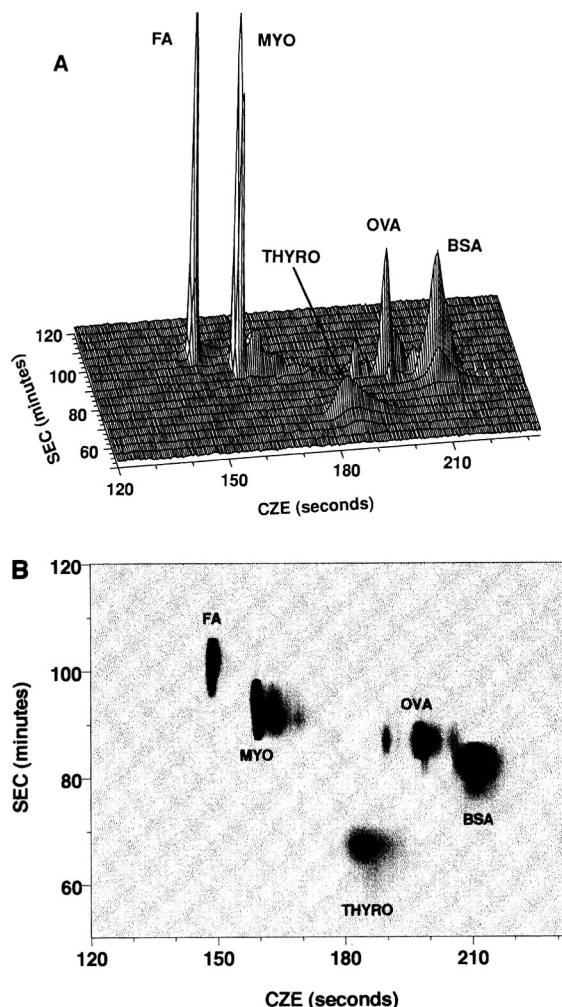 A
FA
MYO
OVA
BSA
THYRO
120
100
80
60
SEC (minutes)
120
150
180
210
CZE (seconds)
B
120
100
80
60
SEC (minutes)
FA
MYO
OVA
BSA
THYRO
120
150
180
210
CZE (seconds)